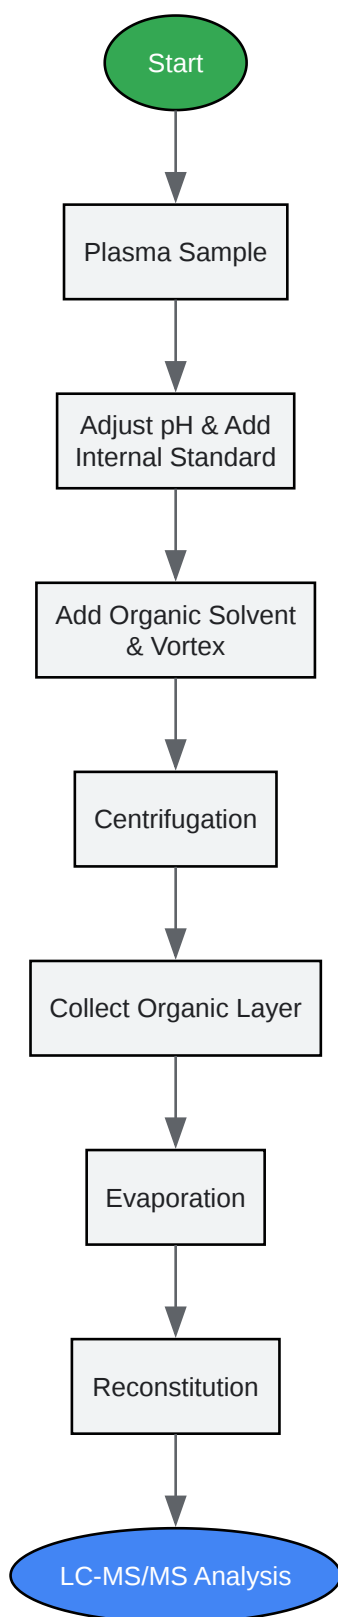 Start
Plasma Sample
Adjust pH & Add
Internal Standard
Add Organic Solvent
& Vortex
Centrifugation
Collect Organic Layer
Evaporation
Reconstitution
LC-MS/MS Analysis